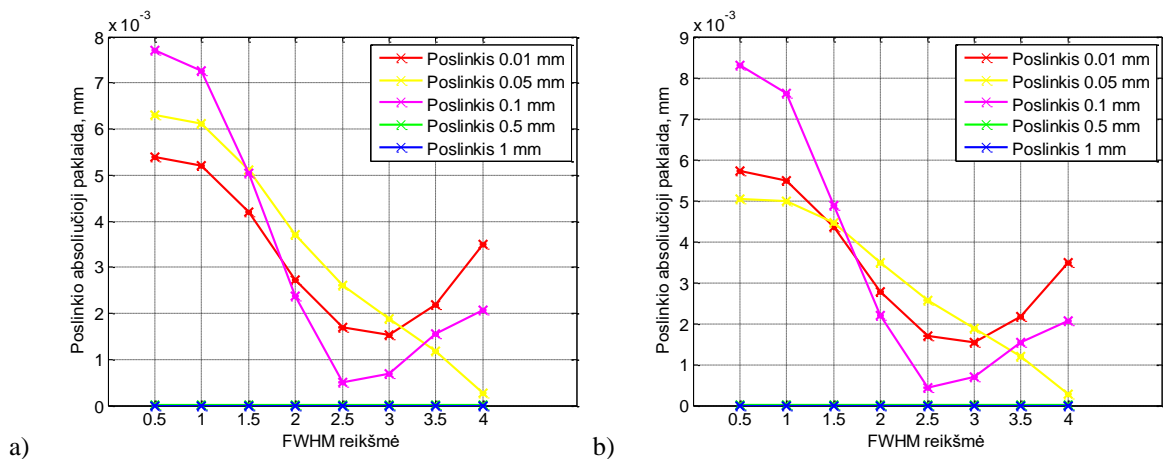 x 10-3
8
7
6
5
4
3
2
1
0
Poslinkio absoliučioji paklaida, mm
0.5 1 1.5 2 2.5 3 3.5 4
FWHM reikšmė
Poslinkis 0.01 mm
Poslinkis 0.05 mm
Poslinkis 0.1 mm
Poslinkis 0.5 mm
Poslinkis 1 mm
a)
x 10-3
9
8
7
6
5
4
3
2
1
0
Poslinkio absoliučioji paklaida, mm
0.5 1 1.5 2 2.5 3 3.5 4
FWHM reikšmė
Poslinkis 0.01 mm
Poslinkis 0.05 mm
Poslinkis 0.1 mm
Poslinkis 0.5 mm
Poslinkis 1 mm
b)